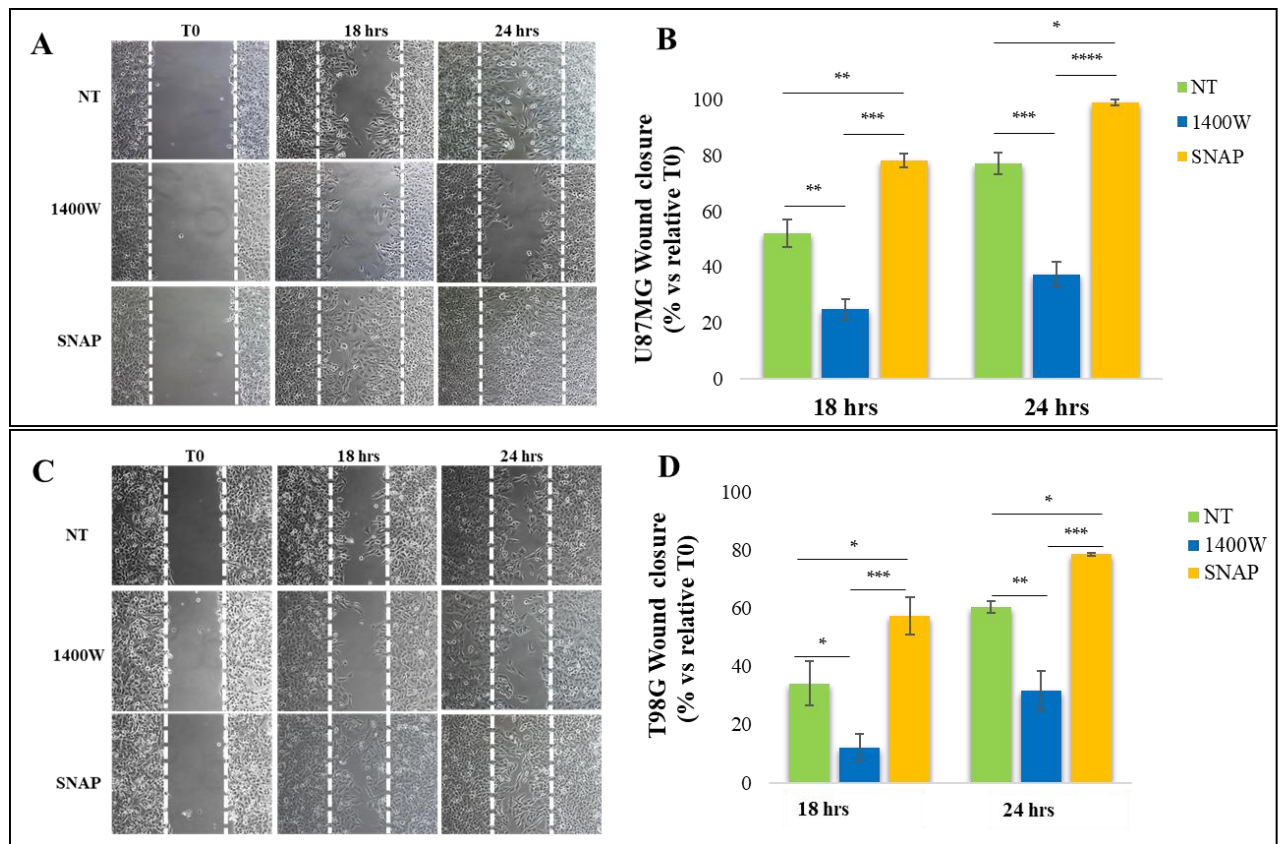 A
T0 18 hrs 24 hrs
NT
1400W
SNAP
B
U87MG Wound closure
(% vs relative T0)
100
80
60
40
20
0
** *** ** * **** ***
18 hrs 24 hrs
NT
1400W
SNAP
C
T0 18 hrs 24 hrs
NT
1400W
SNAP
D
T98G Wound closure
(% vs relative T0)
100
80
60
40
20
0
* *** * * *** **
18 hrs 24 hrs
NT
1400W
SNAP